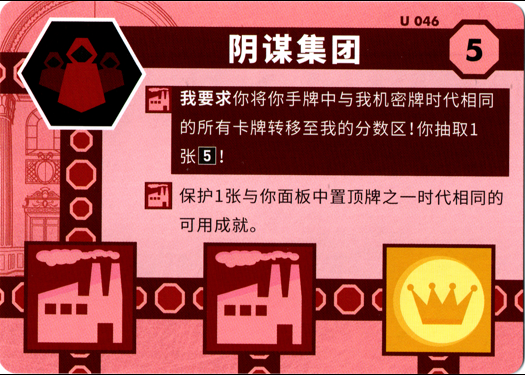 U 046
阴谋集团
5
我要求你将你手牌中与我机密牌时代相同
的所有卡牌转移至我的分数区！你抽取1
张5！
保护1张与你面板中置顶牌之一时代相同的
可用成就。